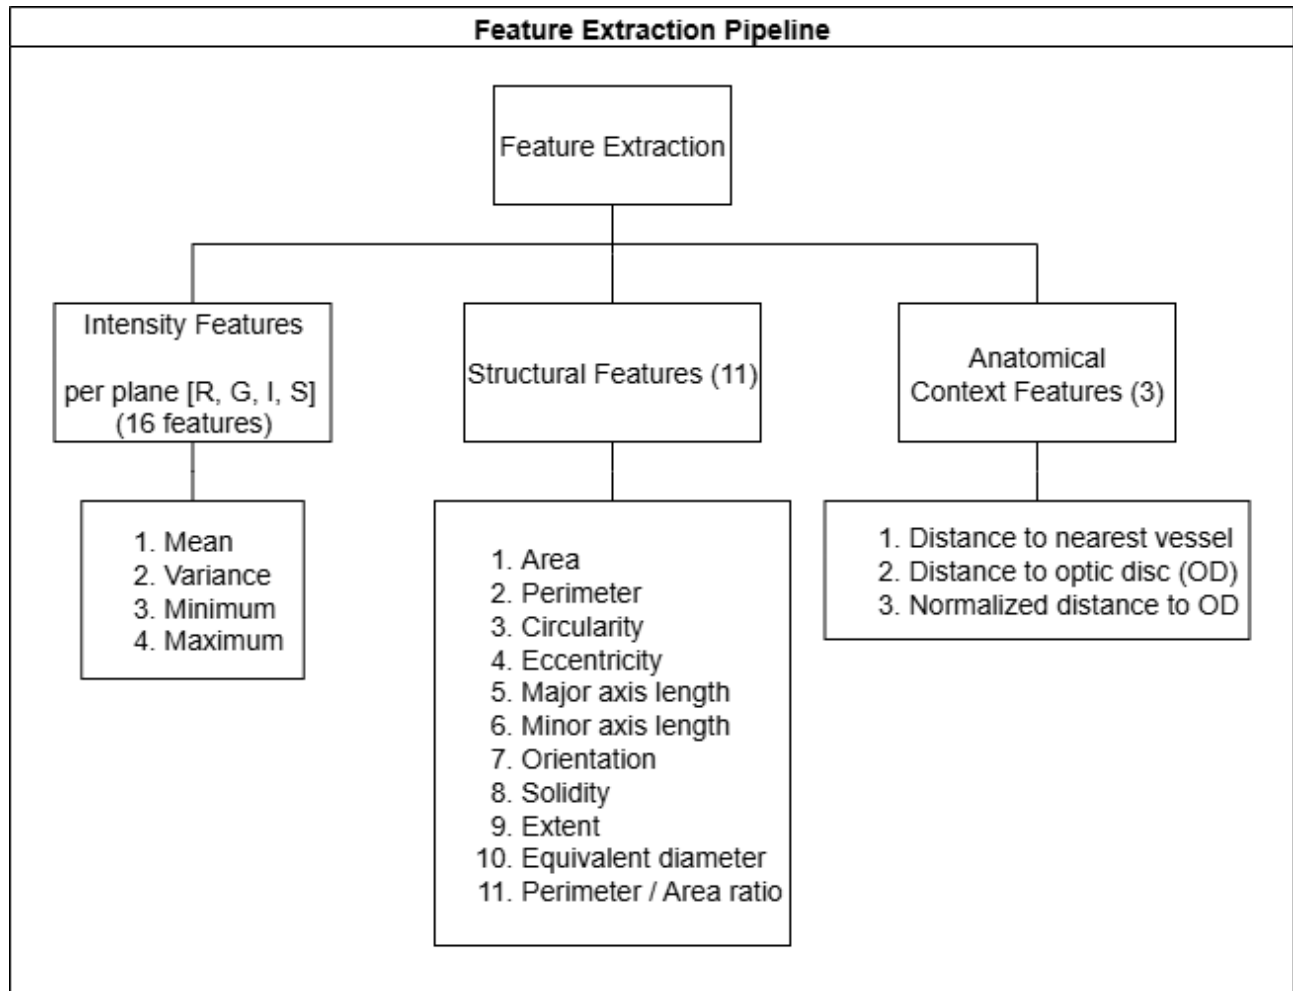 Feature Extraction Pipeline
Feature Extraction
Intensity Features
per plane [R, G, I, S]
(16 features)
Structural Features (11)
Anatomical
Context Features (3)
1. Mean
2. Variance
3. Minimum
4. Maximum
1. Area
2. Perimeter
3. Circularity
4. Eccentricity
5. Major axis length
6. Minor axis length
7. Orientation
8. Solidity
9. Extent
10. Equivalent diameter
11. Perimeter / Area ratio
1. Distance to nearest vessel
2. Distance to optic disc (OD)
3. Normalized distance to OD